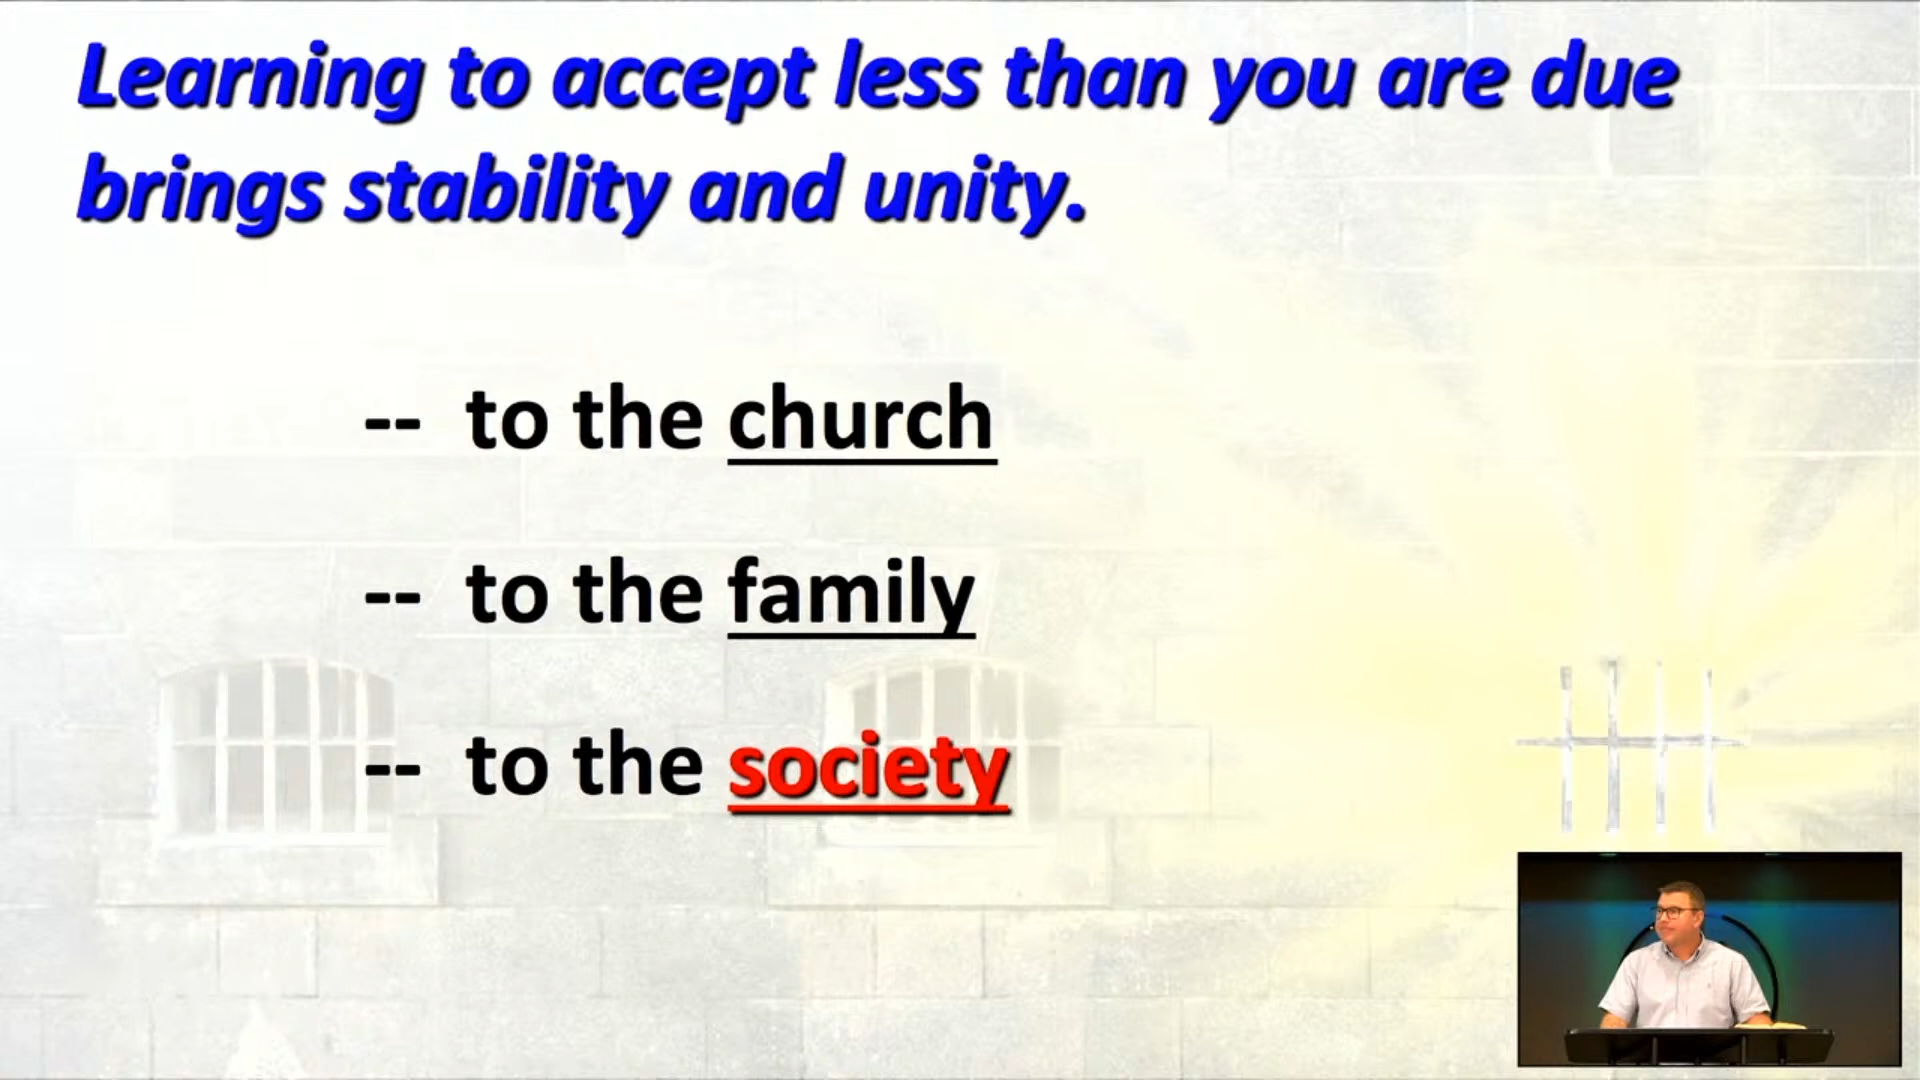 Learning to accept less than you are due
brings stability and unity.
-- to the church
-- to the family
-- to the society